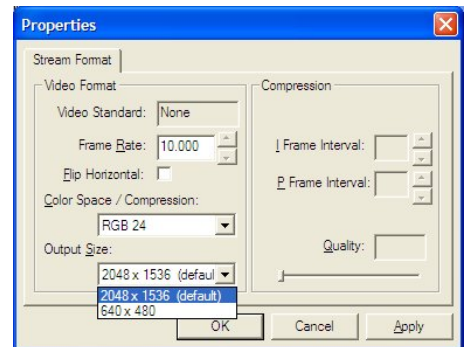 Properties
Stream Format
Video Format
Video Standard: None
Frame Rate: 10.000
Flip Horizontal:
Color Space / Compression:
RGB 24
Output Size:
2048 x 1536 (defaul
2048 x 1536 (default)
640 x 480
Compression
I Frame Interval:
P Frame Interval:
Quality:
OK Cancel Apply